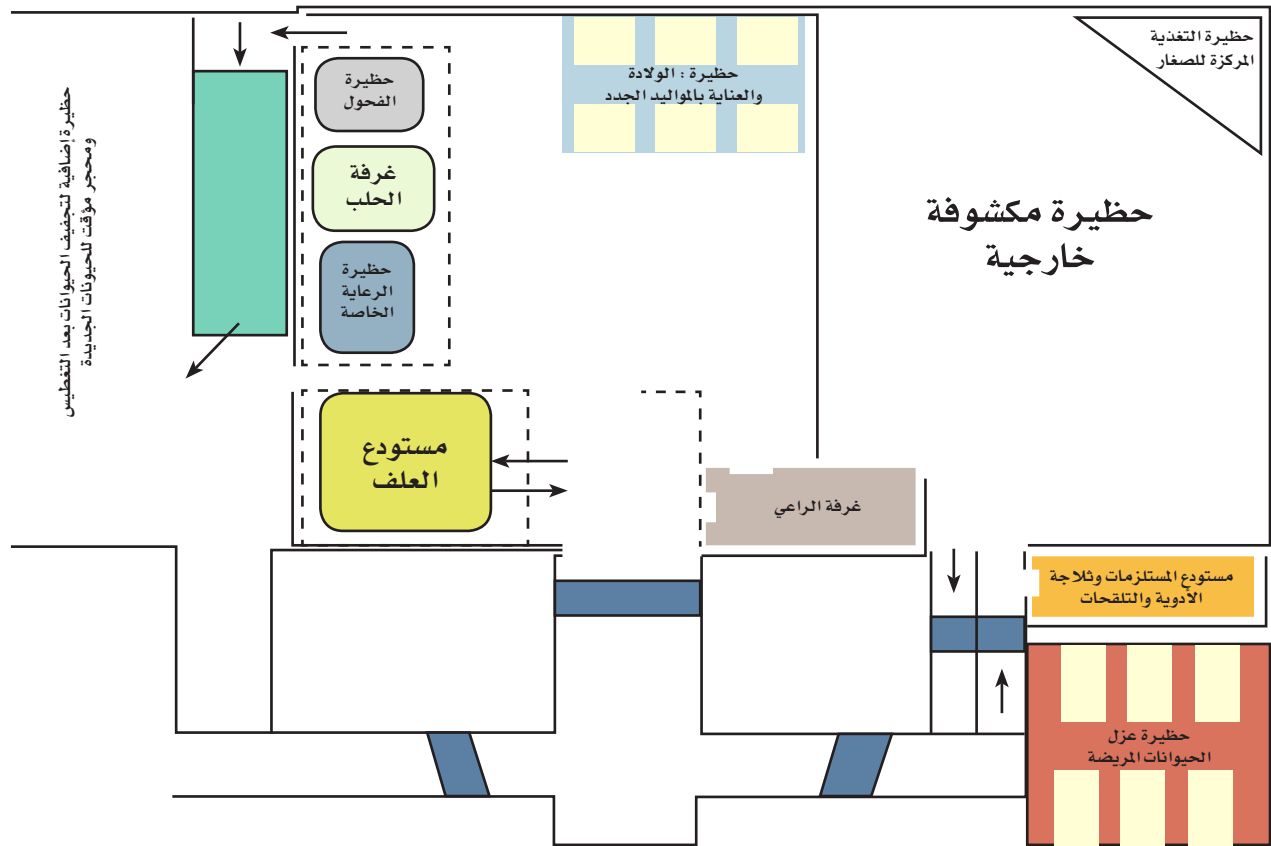 حظيرة التغذية
المركزة للصغار
حظيرة : الولادة
والعناية بالمواليد الجدد
حظيرة
الفحول
غرفة
الحلب
حظيرة
الرعاية
الخاصة
حظيرة إضافية لتجفيف الحيوانات بعد التغطيس
ومحجر مؤقت للحيونات الجديدة
حظيرة مكشوفة
خارجية
مستودع
العلف
غرفة الراعي
مستودع المستلزمات وثلاجة
الأدوية والتلقحات
حظيرة عزل
الحيوانات المريضة